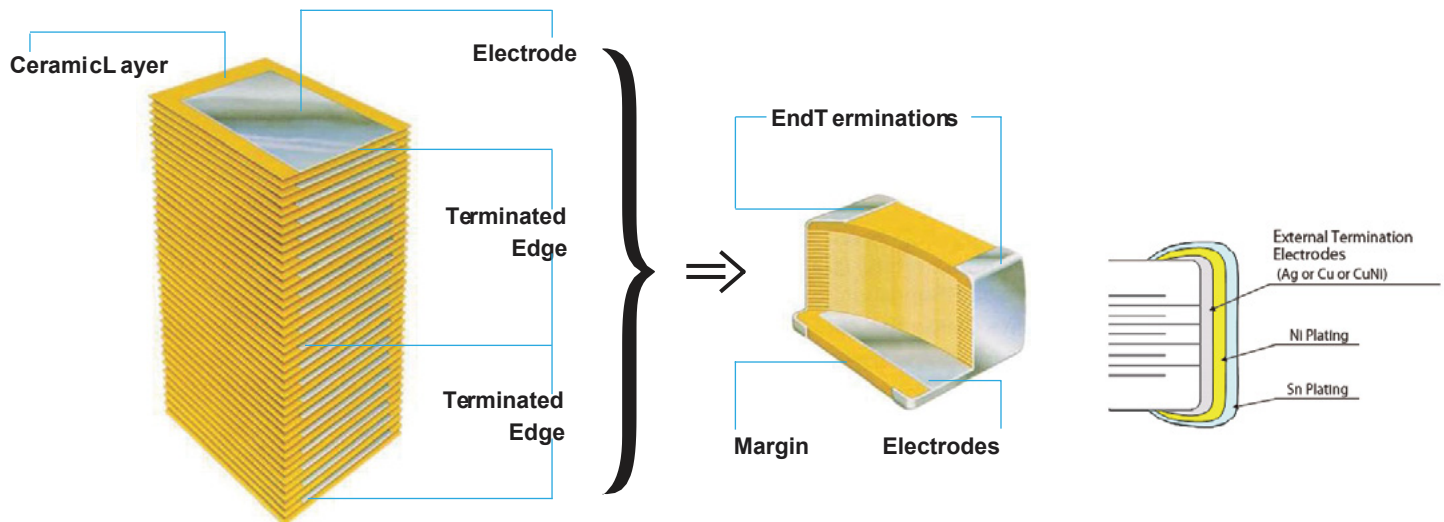 CeramicL ayer
Electrode
Terminated
Edge
Terminated
Edge
EndT erminations
Margin
Electrodes
External Termination
Electrodes
(Ag or Cu or CuNi)
Ni Plating
Sn Plating